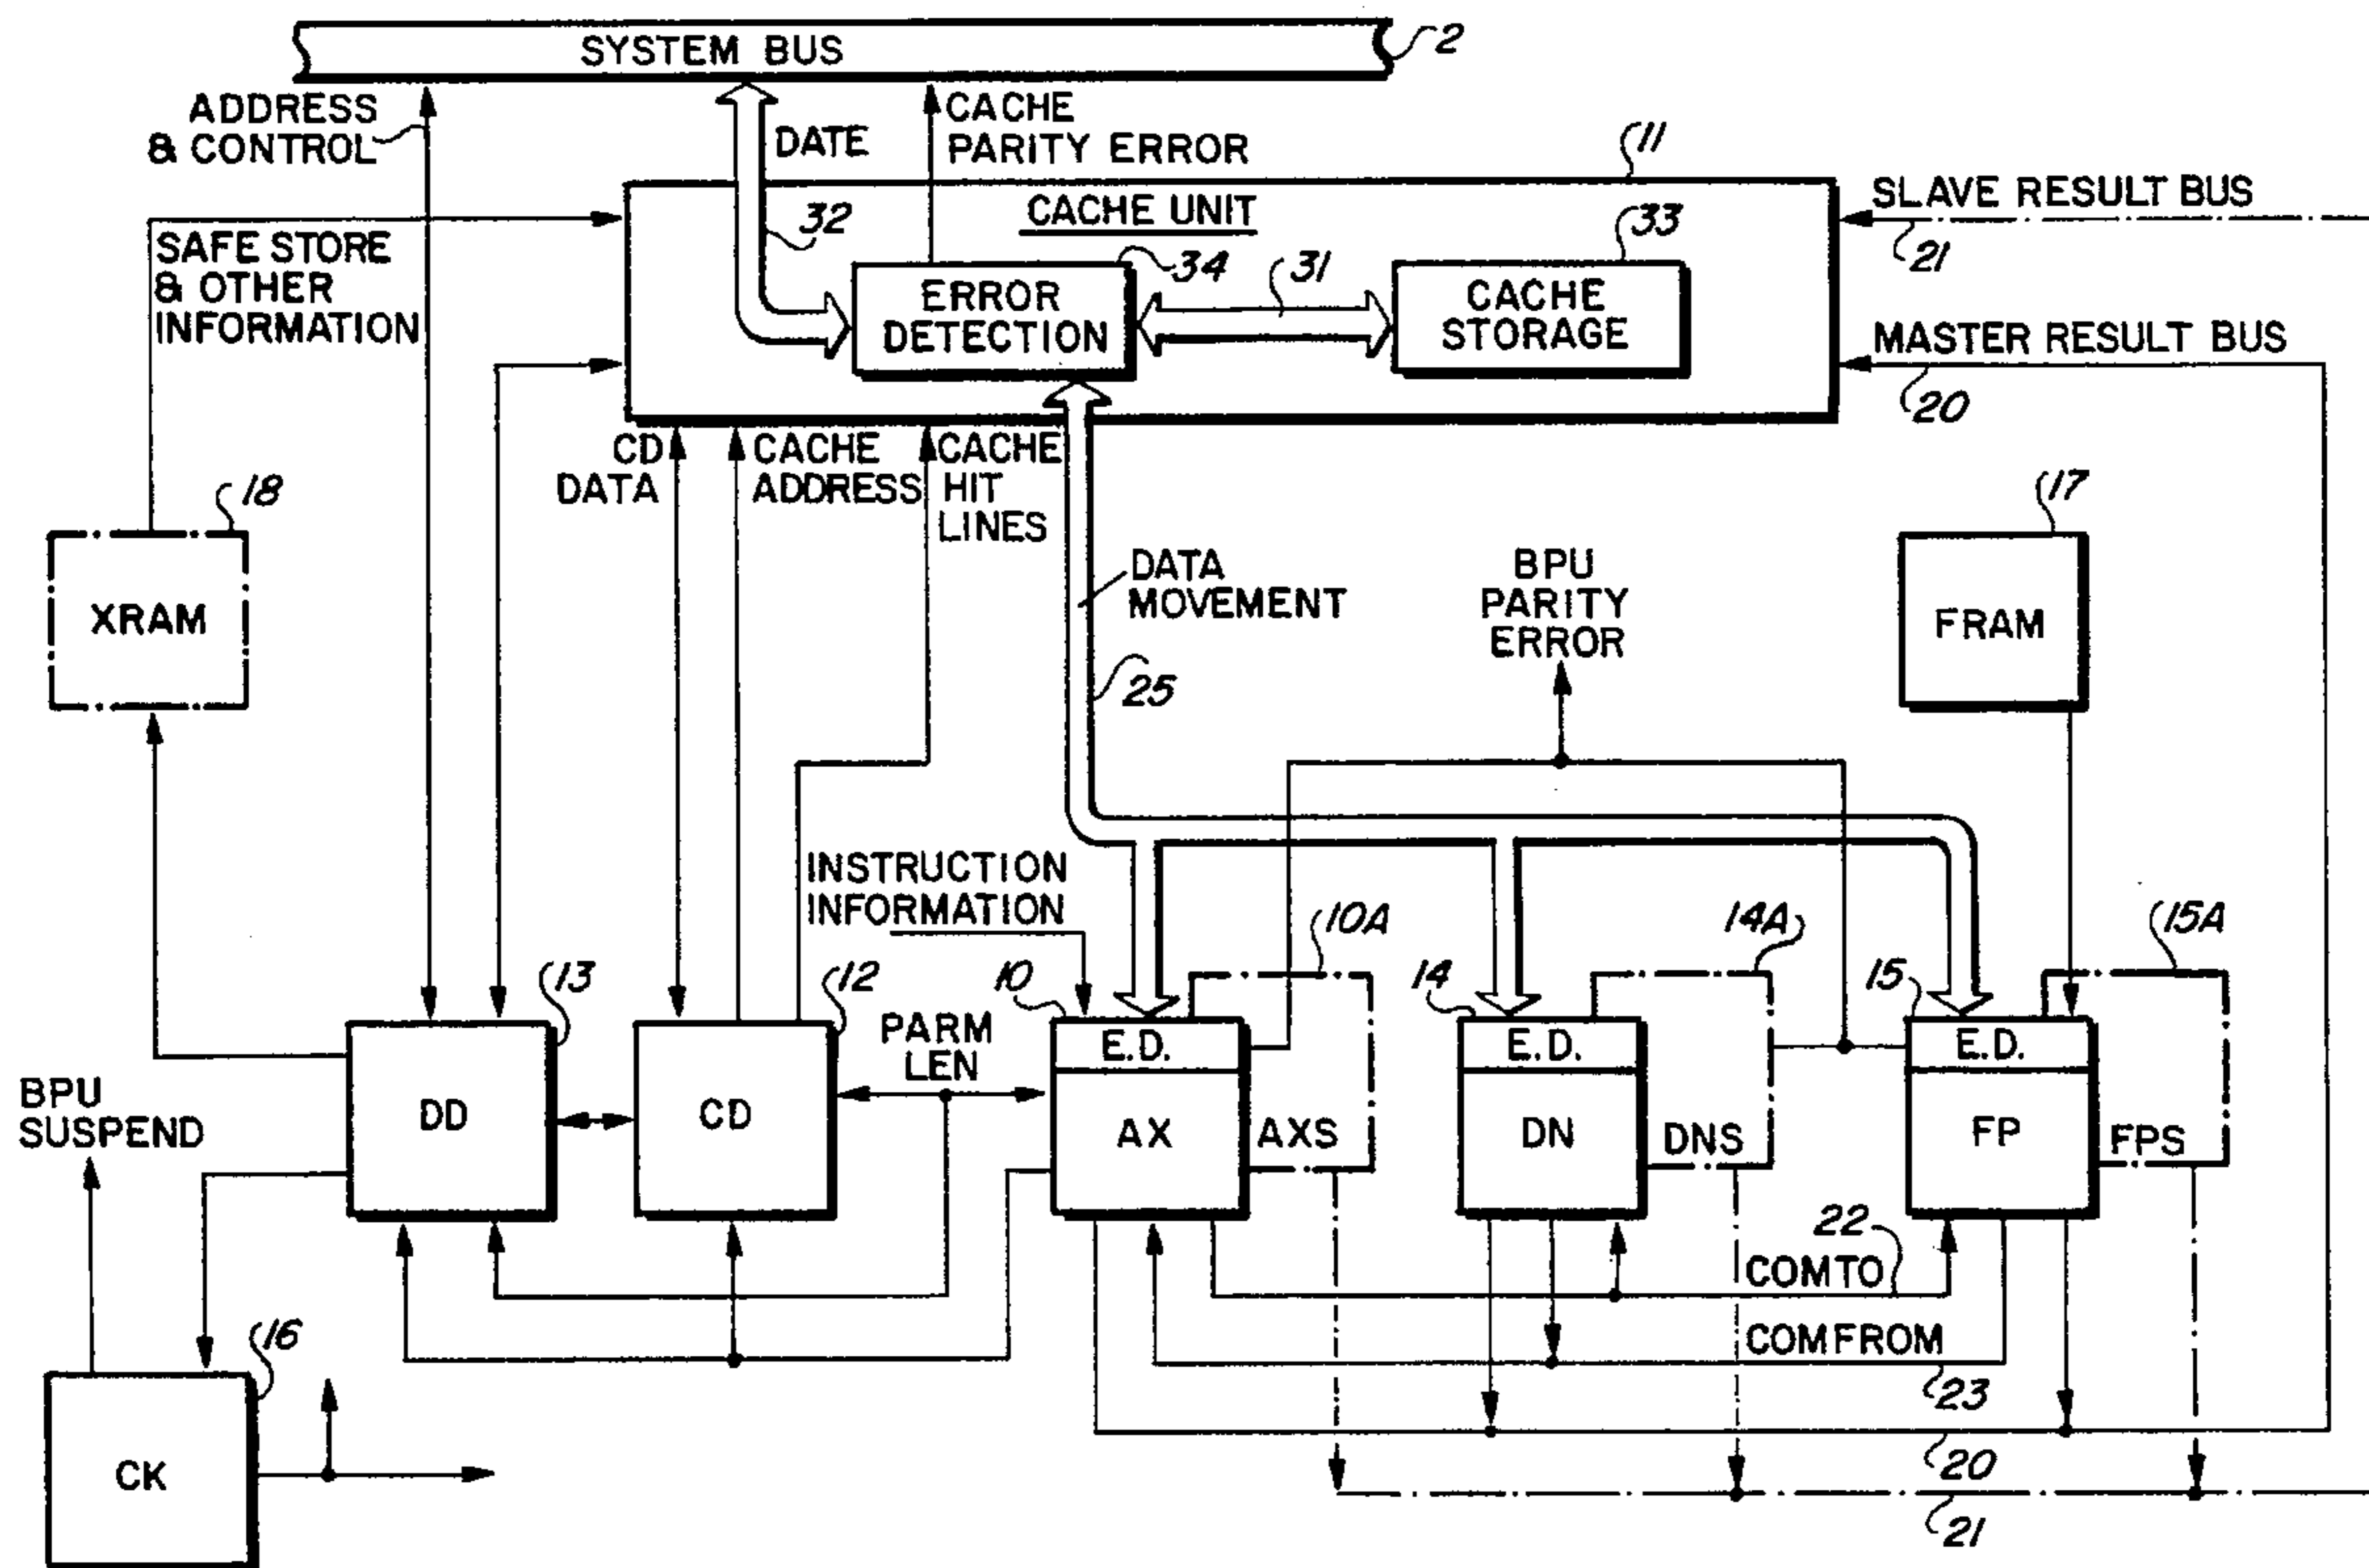 SYSTEM BUS
2
ADDRESS
& CONTROL
DATE
CACHE
PARITY ERROR
11
SLAVE RESULT BUS
21
SAFE STORE
& OTHER
INFORMATION
32
CACHE UNIT
34
31
33
ERROR
DETECTION
CACHE
STORAGE
MASTER RESULT BUS
20
CD
DATA
CACHE
ADDRESS
CACHE
HIT
LINES
18
XRAM
DATA
MOVEMENT
25
BPU
PARITY
ERROR
17
FRAM
INSTRUCTION
INFORMATION
10A
14A
15A
13
12
10
14
15
PARM
LEN
E.D.
E.D.
E.D.
BPU
SUSPEND
DD
CD
AX
AXS
DN
DNS
FP
FPS
22
COMTO
COMFROM
23
16
CK
20
21